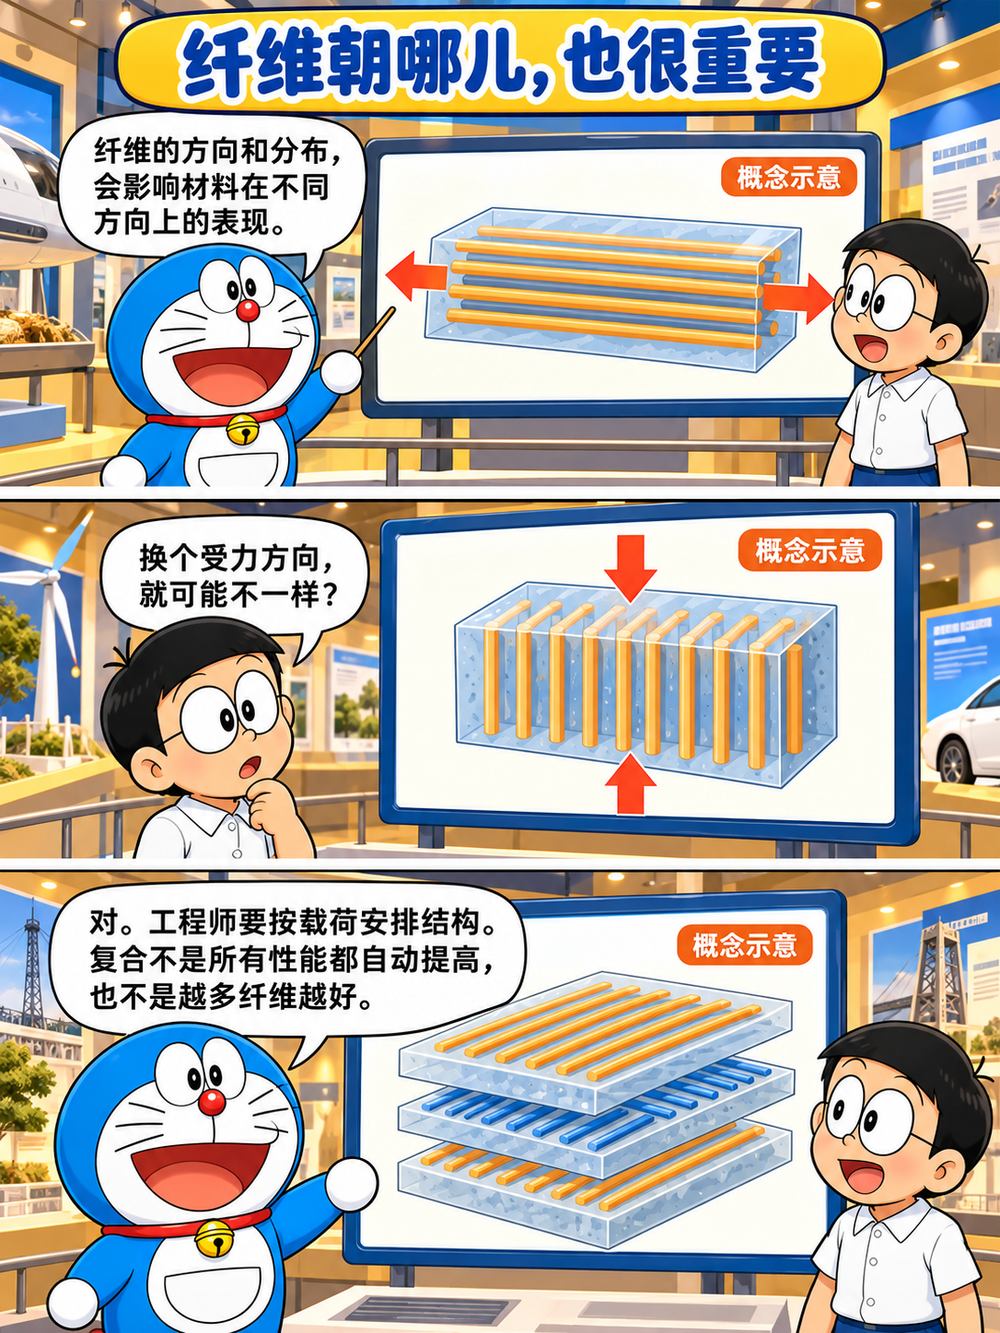 纤维朝哪儿，也很重要
纤维的方向和分布，
会影响材料在不同
方向上的表现。
概念示意
换个受力方向，
就可能不一样？
概念示意
对。工程师要按载荷安排结构。
复合不是所有性能都自动提高，
也不是越多纤维越好。
概念示意